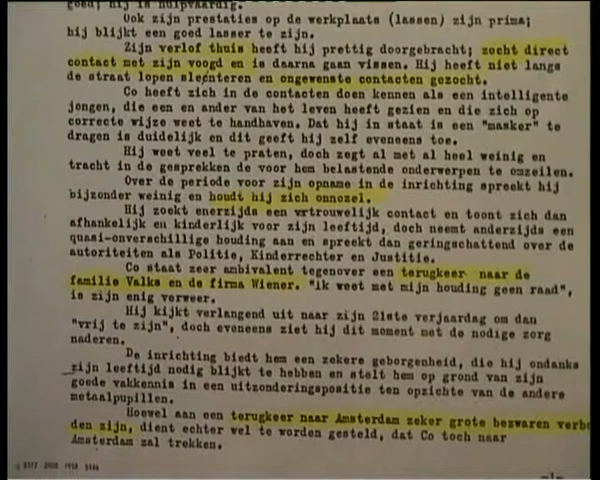 goed; hij is hulpvaardig.
Ook zijn prestaties op de werkplaats (lassen) zijn prima;
hij blijkt een goed lasser te zijn.
Zijn verlof thuis heeft hij prettig doorgebracht; zocht direct
contact met zijn voogd en is daarna gaan vissen. Hij heeft niet langs
de straat lopen slenteren en ongewenste contacten gezocht.
Co heeft zich in de contacten doen kennen als een intelligente
jongen, die een en ander van het leven heeft gezien en die zich op
correcte wijze weet te handhaven. Dat hij in staat is een "masker" te
dragen is duidelijk en dit geeft hij zelf eveneens toe.
Hij weet veel te praten, doch zegt al met al heel weinig en
tracht in de gesprekken de voor hem belastende onderwerpen te omzeilen.
Over de periode voor zijn opname in de inrichting spreekt hij
bijzonder weinig en houdt hij zich onnozel.
Hij zoekt enerzijds een vrtrouwelijk contact en toont zich dan
afhankelijk en kinderlijk voor zijn leeftijd, doch neemt anderzijds een
quasi-onverschillige houding aan en spreekt dan geringschattend over de
autoriteiten als Politie, Kinderrechter en Justitie.
Co staat zeer ambivalent tegenover een terugkeer naar de
familie Valks en de firma Wiener. "ik weet met mijn houding geen raad",
is zijn enig verweer.
Hij kijkt verlangend uit naar zijn 21ste verjaardag om dan
"vrij te zijn", doch eveneens ziet hij dit moment met de nodige zorg
naderen.
De inrichting biedt hem een zekere geborgenheid, die hij ondanks
zijn leeftijd nodig blijkt te hebben en stelt hem op grond van zijn
goede vakkennis in een uitzonderingspositie ten opzichte van de andere
metaalpupillen.
Hoewel aan een terugkeer naar Amsterdam zeker grote bezwaren verbo
den zijn, dient echter wel te worden gesteld, dat Co toch naar
Amsterdam zal trekken.